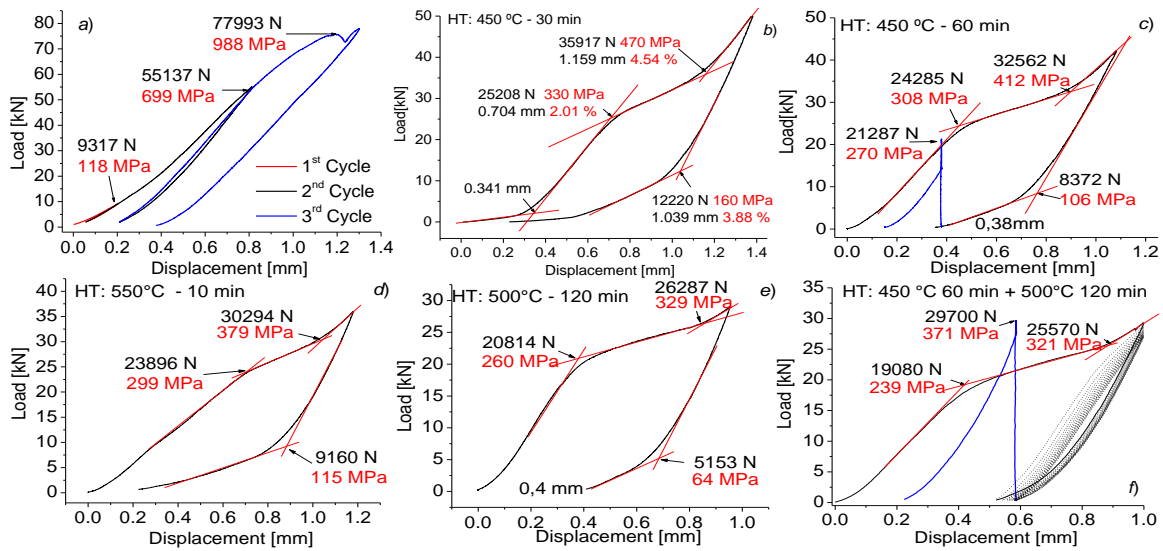 a)
77993 N
988 MPa
55137 N
699 MPa
9317 N
118 MPa
1st Cycle
2nd Cycle
3rd Cycle
Load [kN]
80
70
60
50
40
30
20
10
0
0.0 0.2 0.4 0.6 0.8 1.0 1.2 1.4
Displacement [mm]
HT: 450 ºC - 30 min
b)
35917 N 470 MPa
1.159 mm 4.54 %
25208 N 330 MPa
0.704 mm 2.01 %
0.341 mm
12220 N 160 MPa
1.039 mm 3.88 %
Load[kN]
50
40
30
20
10
0
0.0 0.2 0.4 0.6 0.8 1.0 1.2 1.4
Displacement [mm]
HT: 450 °C - 60 min
c)
32562 N
412 MPa
24285 N
308 MPa
21287 N
270 MPa
8372 N
106 MPa
0,38mm
Load[kN]
50
40
30
20
10
0
0.0 0.2 0.4 0.6 0.8 1.0 1.2
Displacement [mm]
HT: 550°C - 10 min
d)
30294 N
379 MPa
23896 N
299 MPa
9160 N
115 MPa
Load [kN]
40
35
30
25
20
15
10
5
0
0.0 0.2 0.4 0.6 0.8 1.0 1.2
Displacement [mm]
HT: 500°C - 120 min
e)
26287 N
329 MPa
20814 N
260 MPa
5153 N
64 MPa
0,4 mm
Load [kN]
30
25
20
15
10
5
0
0.0 0.2 0.4 0.6 0.8 1.0
Displacement [mm]
HT: 450 °C 60 min + 500°C 120 min
29700 N
371 MPa
25570 N
321 MPa
19080 N
239 MPa
f)
Load [kN]
30
25
20
15
10
5
0
0.0 0.2 0.4 0.6 0.8 1.0
Displacement [mm]